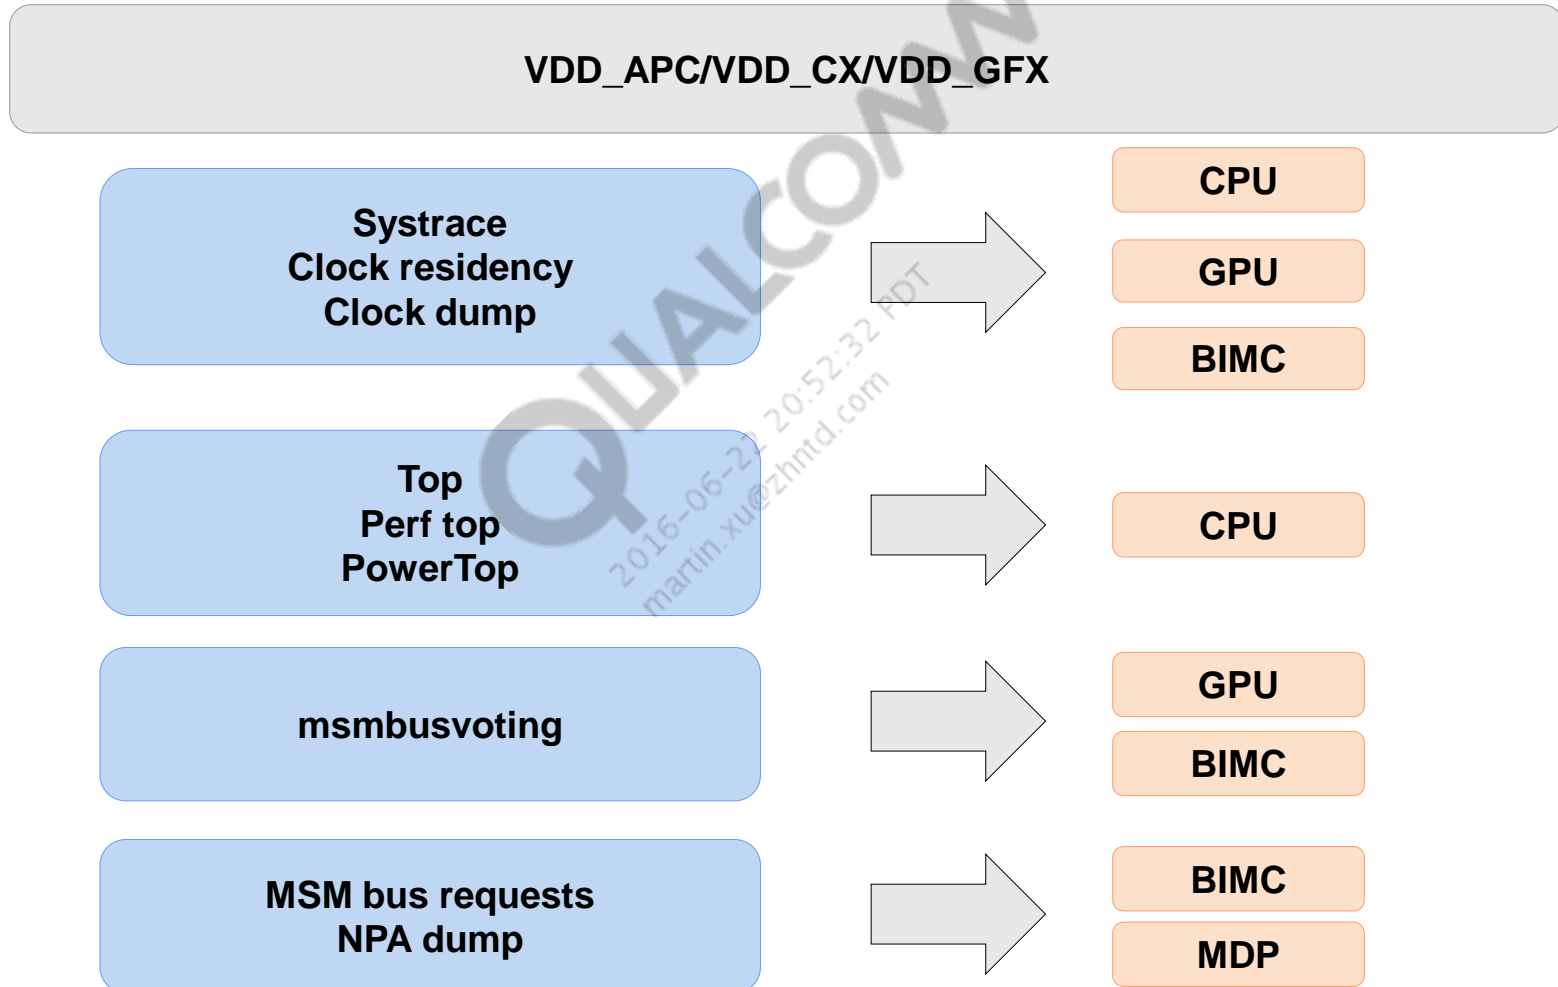 VDD_APC/VDD_CX/VDD_GFX
Systrace
Clock residency
Clock dump
CPU
GPU
BIMC
Top
Perf top
PowerTop
CPU
msmbusvoting
GPU
BIMC
MSM bus requests
NPA dump
BIMC
MDP
QUALCOMM
2016-06-22 20:52:32 PDT
martin.xu@zhntd.com